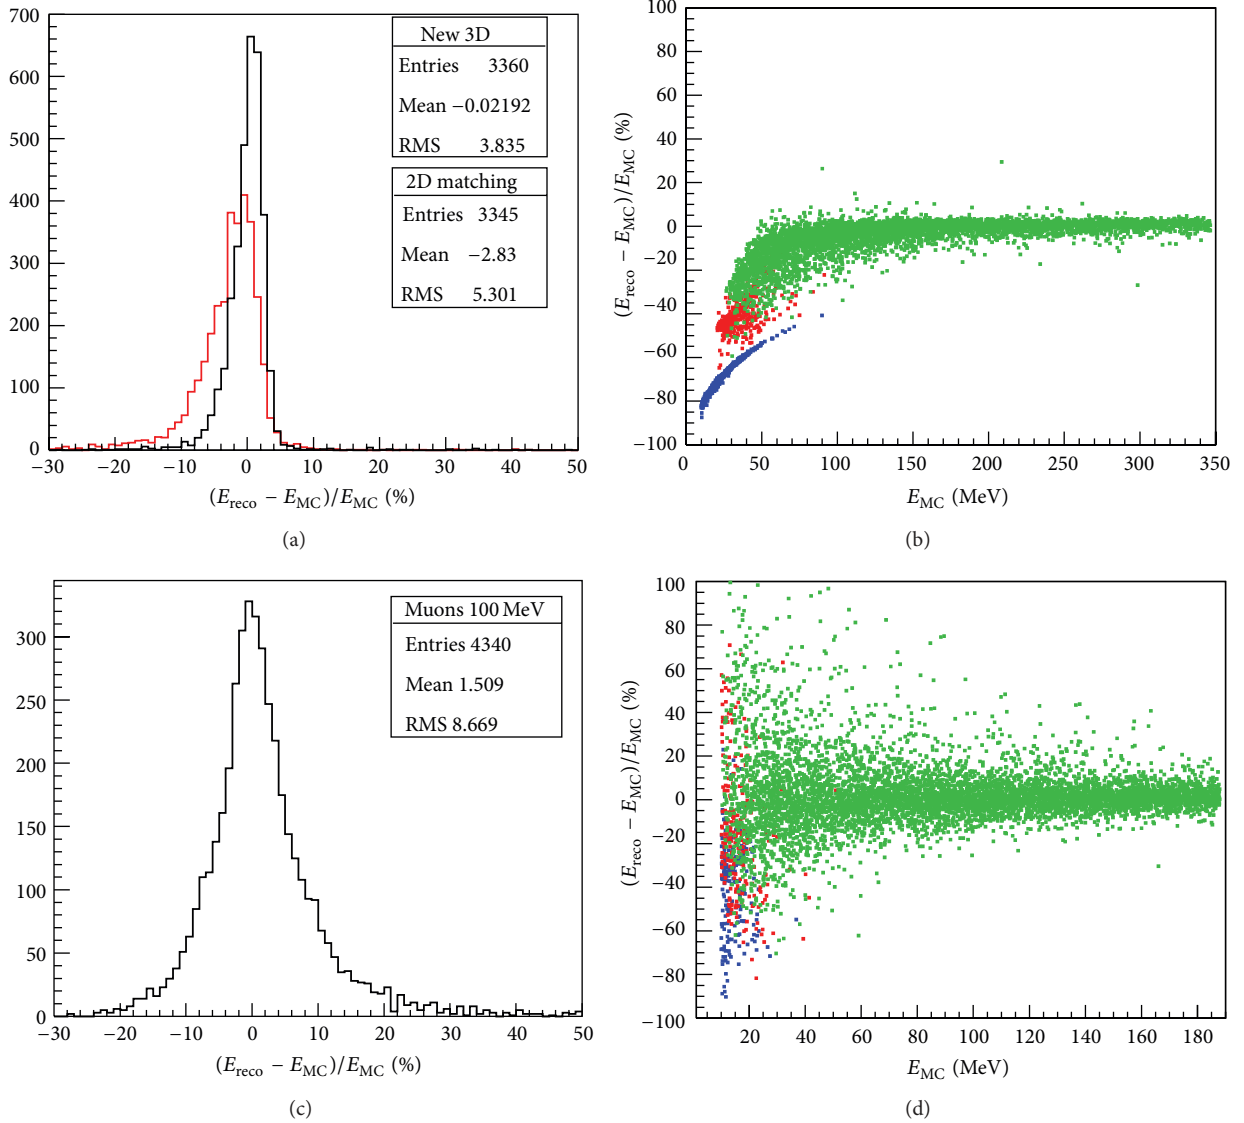 700
600
500
400
300
200
100
0
−30 −20 −10 0 10 20 30 40 50
(E_reco − E_MC)/E_MC (%)
New 3D
Entries 3360
Mean −0.02192
RMS 3.835
2D matching
Entries 3345
Mean −2.83
RMS 5.301
(a)
100
80
60
40
20
0
−20
−40
−60
−80
−100
(E_reco − E_MC)/E_MC (%)
0 50 100 150 200 250 300 350
E_MC (MeV)
(b)
300
250
200
150
100
50
0
−30 −20 −10 0 10 20 30 40 50
(E_reco − E_MC)/E_MC (%)
Muons 100 MeV
Entries 4340
Mean 1.509
RMS 8.669
(c)
100
80
60
40
20
0
−20
−40
−60
−80
−100
(E_reco − E_MC)/E_MC (%)
20 40 60 80 100 120 140 160 180
E_MC (MeV)
(d)